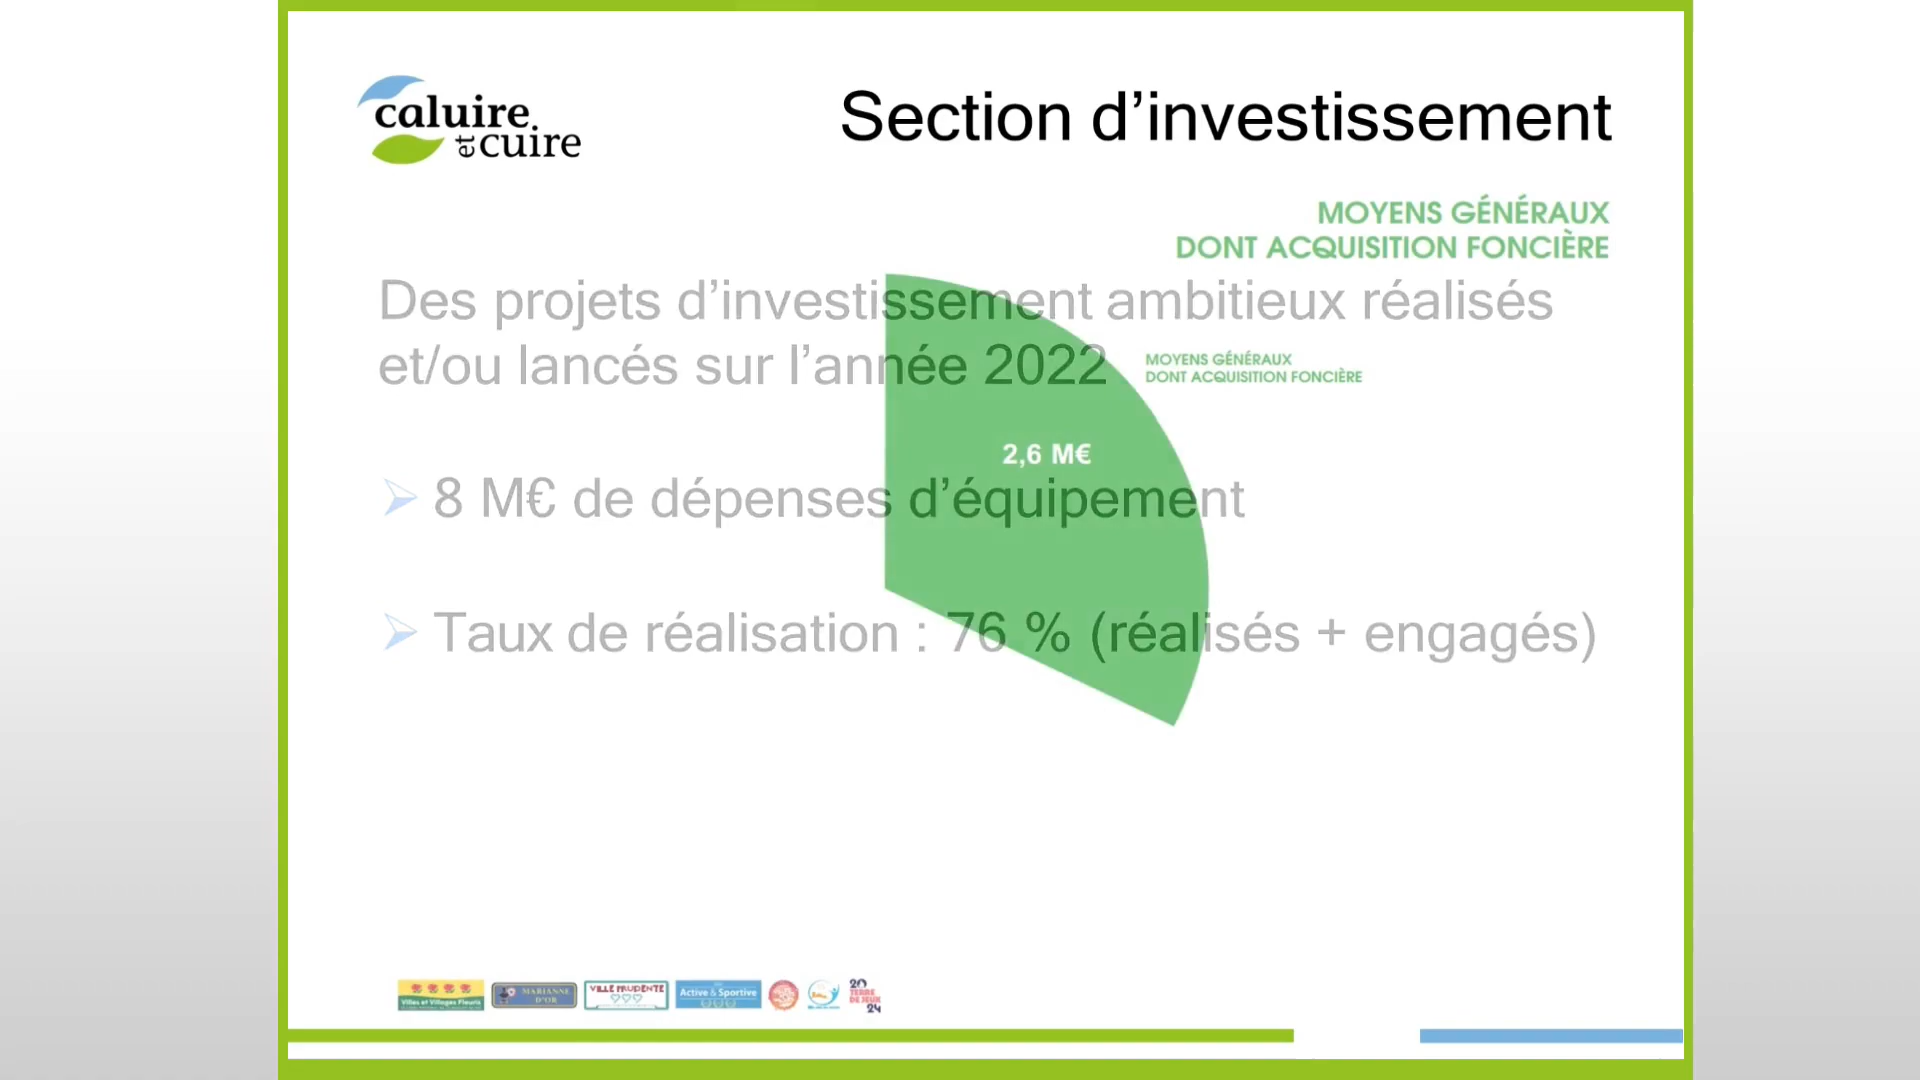 caluire
et cuire
Section d’investissement
MOYENS GÉNÉRAUX
DONT ACQUISITION FONCIÈRE
Des projets d’investissement ambitieux réalisés
et/ou lancés sur l’année 2022
MOYENS GÉNÉRAUX
DONT ACQUISITION FONCIÈRE
2,6 M€
8 M€ de dépenses d’équipement
Taux de réalisation : 76 % (réalisés + engagés)
Villes et Villages Fleuris
MARIANNE
D'OR
VILLE PRUDENTE
Active & Sportive
20
TERRE
DE JEUX
24